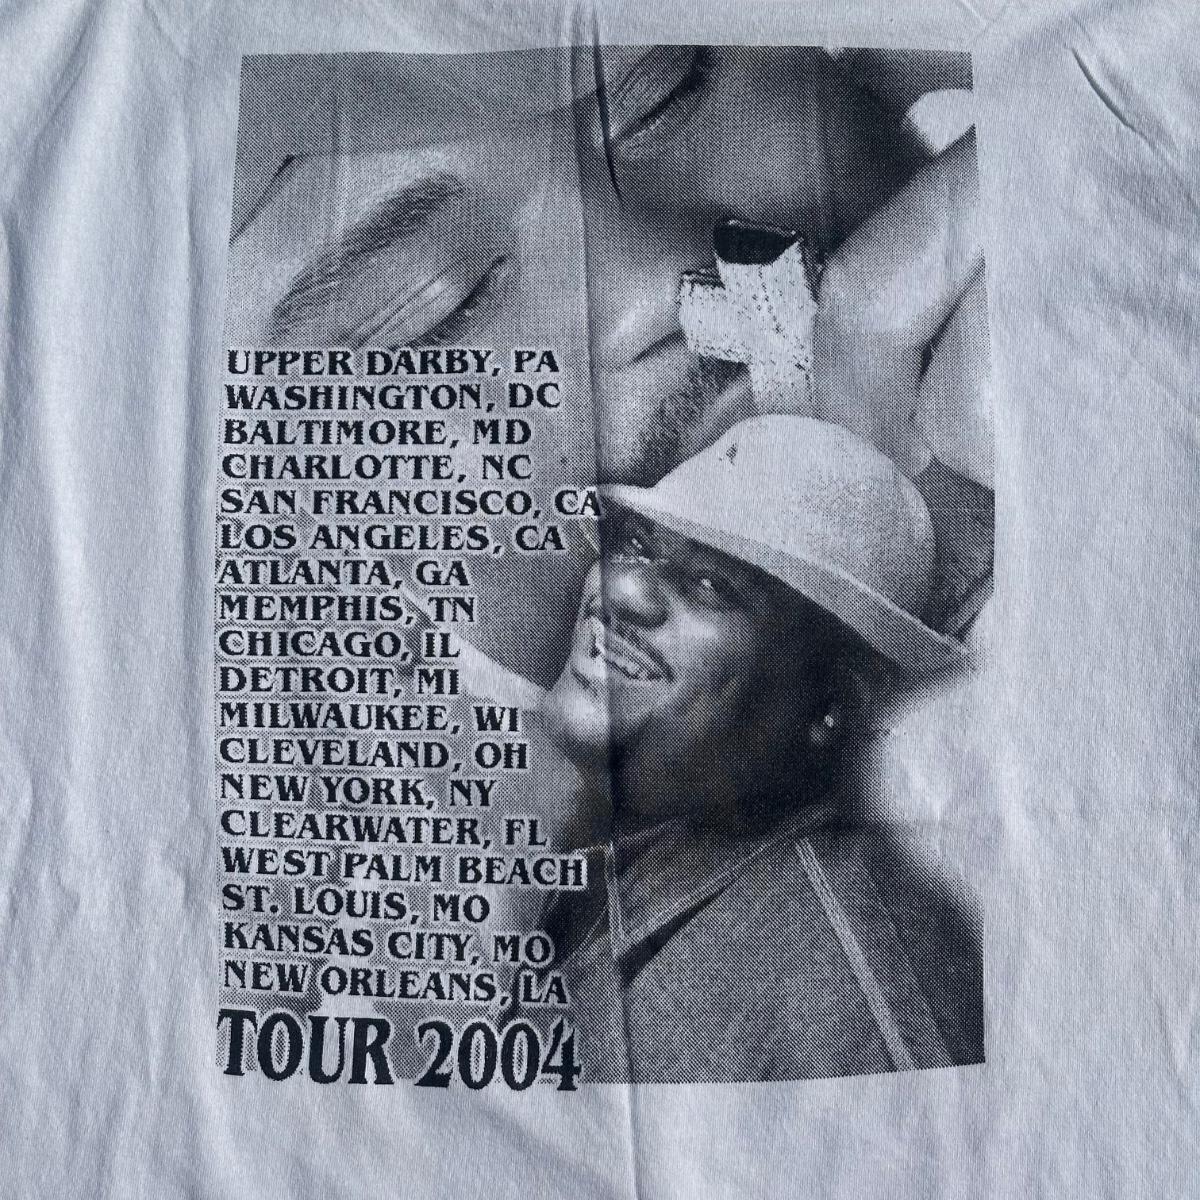 UPPER DARBY, PA
WASHINGTON, DC
BALTIMORE, MD
CHARLOTTE, NC
SAN FRANCISCO, CA
LOS ANGELES, CA
ATLANTA, GA
MEMPHIS, TN
CHICAGO, IL
DETROIT, MI
MILWAUKEE, WI
CLEVELAND, OH
NEW YORK, NY
CLEARWATER, FL
WEST PALM BEACH
ST. LOUIS, MO
KANSAS CITY, MO
NEW ORLEANS, LA
TOUR 2004